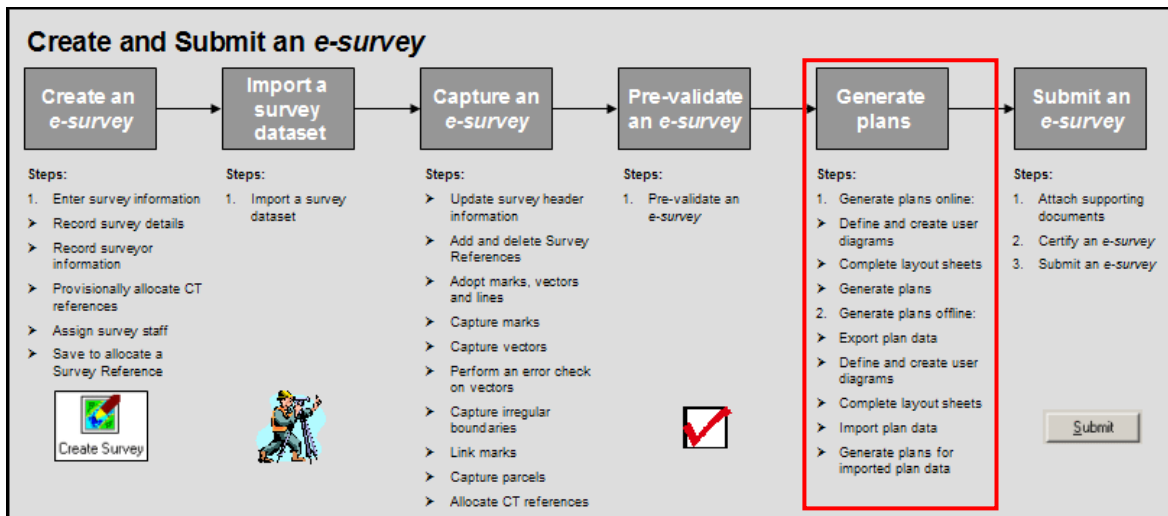 Create and Submit an e-survey
Create an
e-survey
Import a
survey
dataset
Capture an
e-survey
Pre-validate
an e-survey
Generate
plans
Submit an
e-survey
Steps:
1. Enter survey information
➤ Record survey details
➤ Record surveyor
information
➤ Provisionally allocate CT
references
➤ Assign survey staff
➤ Save to allocate a
Survey Reference
Create Survey
Steps:
1. Import a survey
dataset
Steps:
➤ Update survey header
information
➤ Add and delete Survey
References
➤ Adopt marks, vectors
and lines
➤ Capture marks
➤ Capture vectors
➤ Perform an error check
on vectors
➤ Capture irregular
boundaries
➤ Link marks
➤ Capture parcels
➤ Allocate CT references
Steps:
1. Pre-validate an
e-survey
Steps:
1. Generate plans online:
➤ Define and create user
diagrams
➤ Complete layout sheets
➤ Generate plans
2. Generate plans offline:
➤ Export plan data
➤ Define and create user
diagrams
➤ Complete layout sheets
➤ Import plan data
➤ Generate plans for
imported plan data
Steps:
1. Attach supporting
documents
2. Certify an e-survey
3. Submit an e-survey
Submit